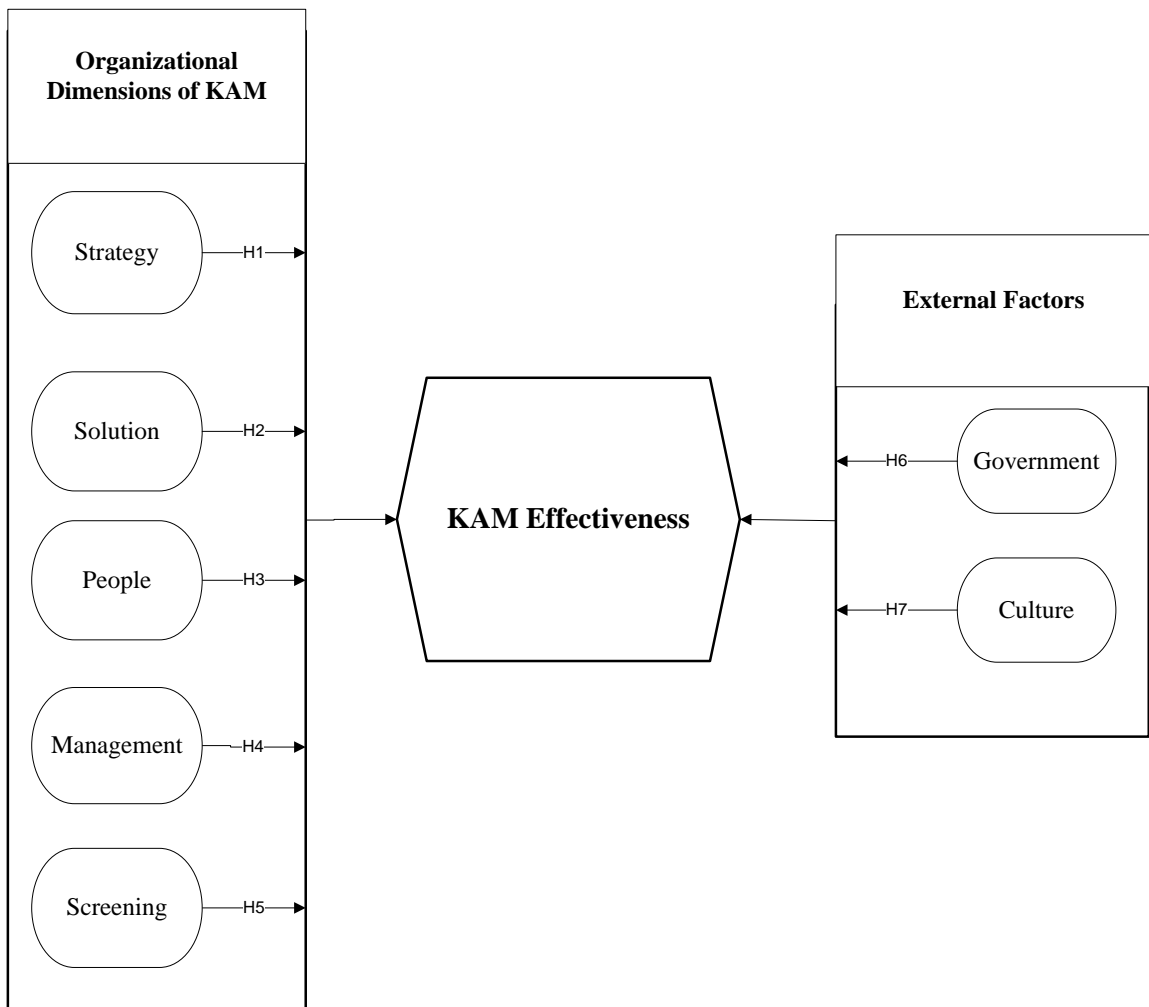 Organizational
Dimensions of KAM
Strategy
H1
Solution
H2
People
H3
Management
H4
Screening
H5
KAM Effectiveness
External Factors
H6
Government
H7
Culture